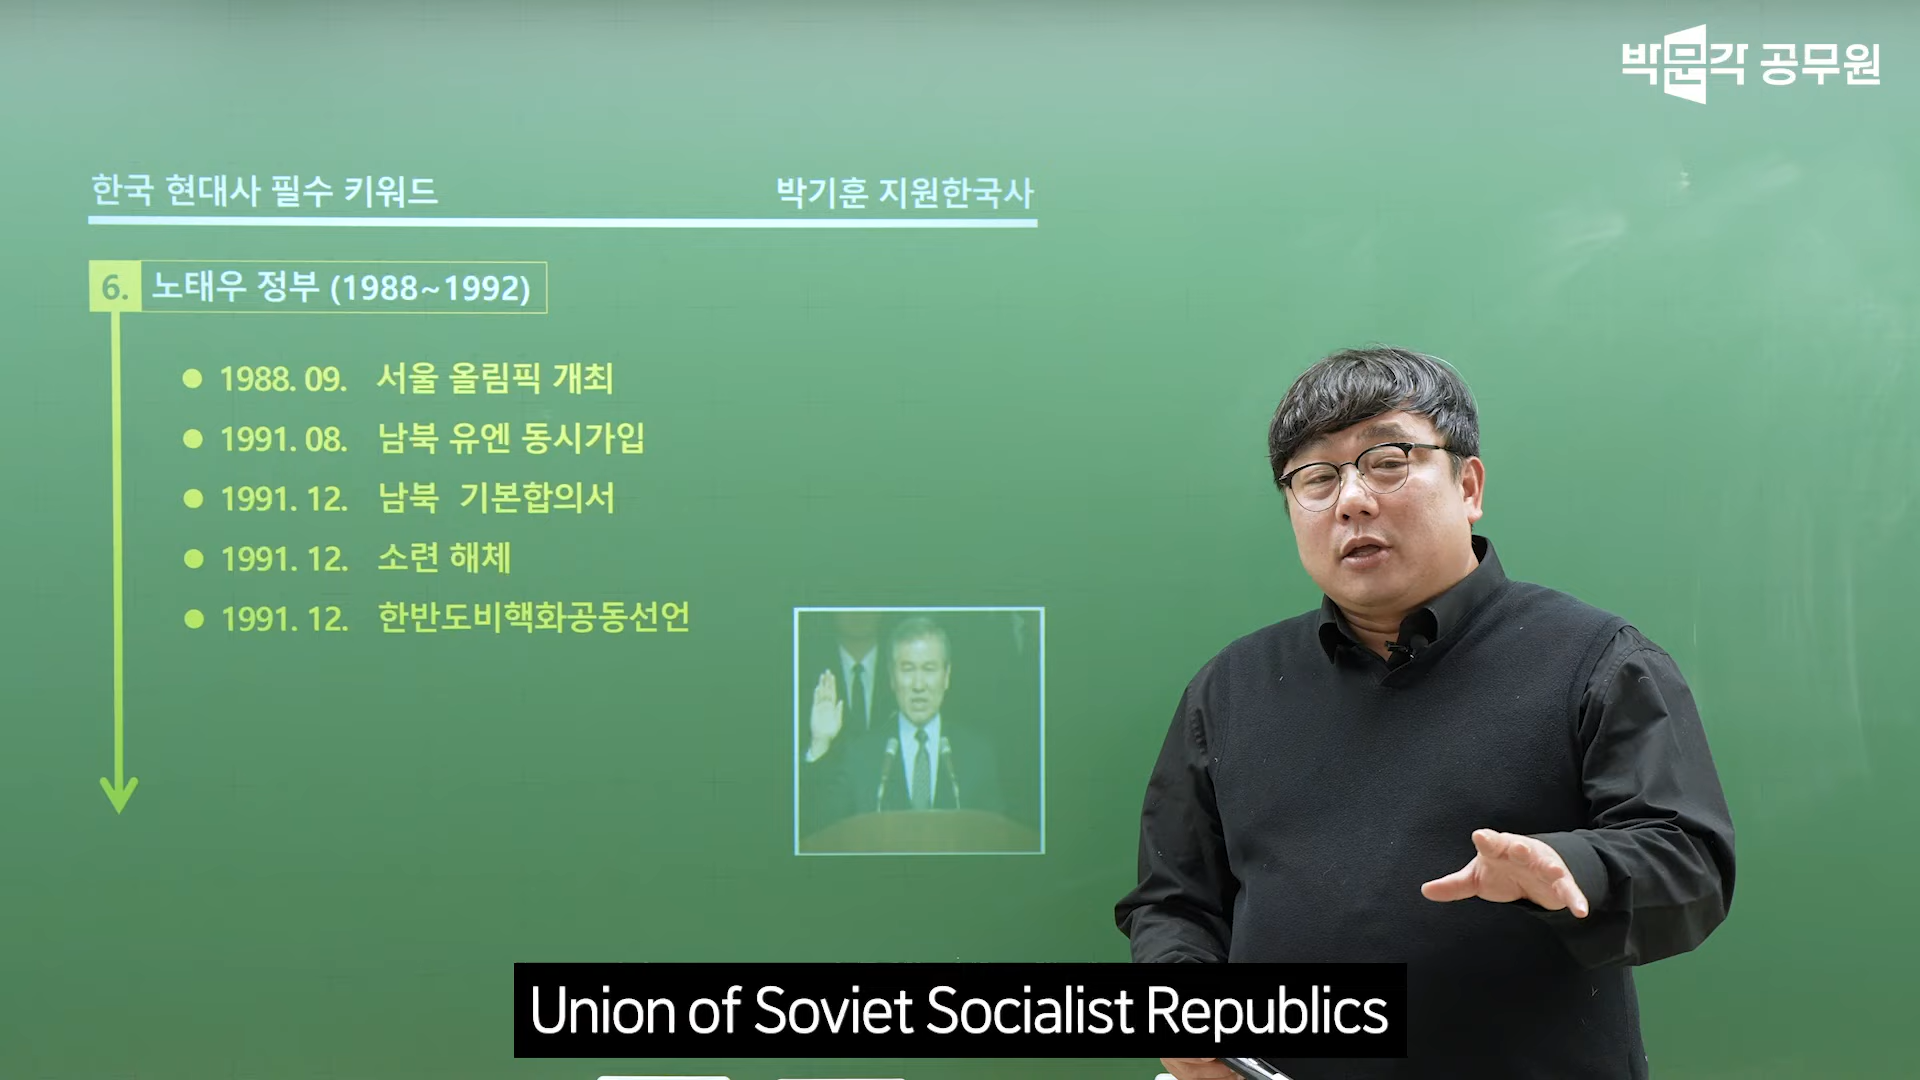 박문각 공무원
한국 현대사 필수 키워드
박기훈 지원한국사
6. 노태우 정부 (1988~1992)
● 1988. 09. 서울 올림픽 개최
● 1991. 08. 남북 유엔 동시가입
● 1991. 12. 남북 기본합의서
● 1991. 12. 소련 해체
● 1991. 12. 한반도비핵화공동선언
Union of Soviet Socialist Republics